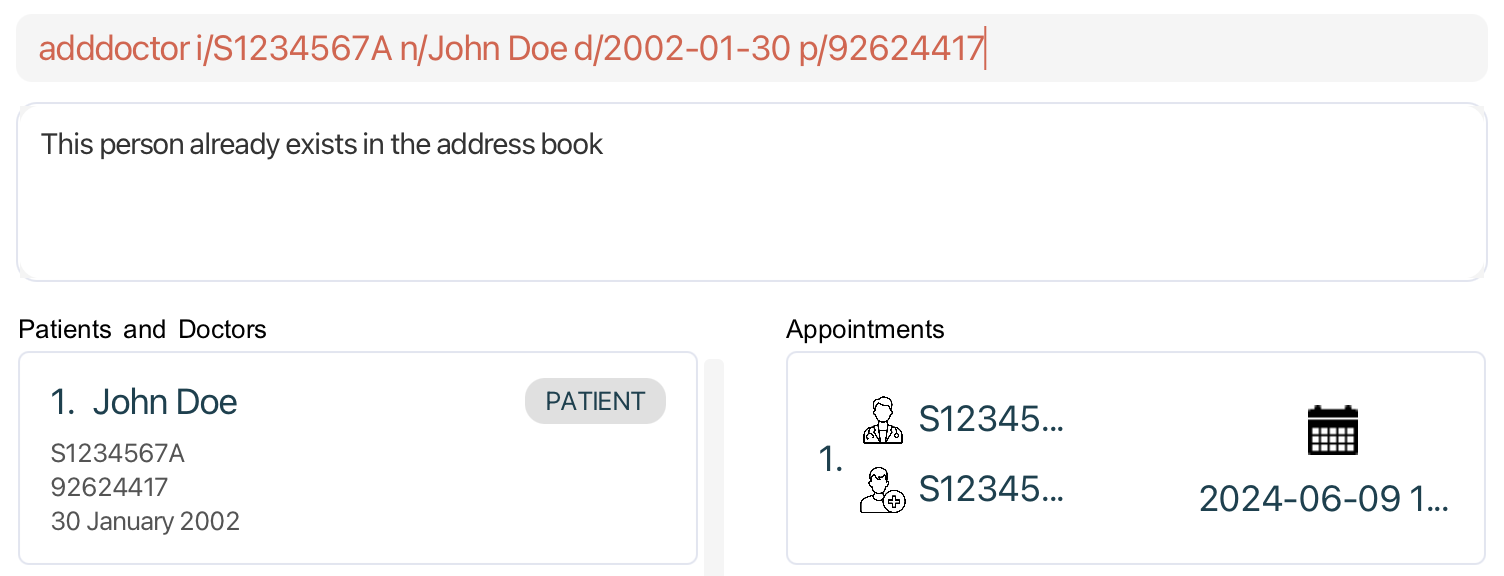 adddoctor i/S1234567A n/John Doe d/2002-01-30 p/92624417
This person already exists in the address book
Patients and Doctors
Appointments
1. John Doe
PATIENT
S1234567A
92624417
30 January 2002
1.
S12345...
S12345...
2024-06-09 1...